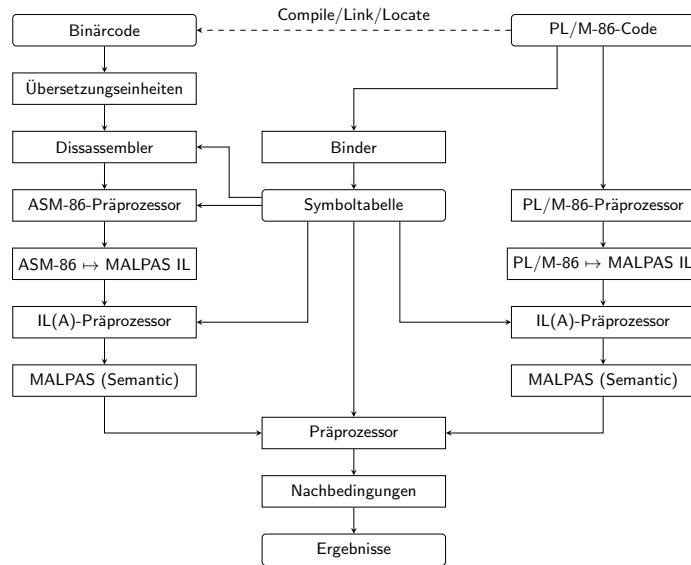 Compile/Link/Locate
Binärcode
PL/M-86-Code
Übersetzungseinheiten
Dissassembler
Binder
ASM-86-Präprozessor
Symboltabelle
PL/M-86-Präprozessor
ASM-86 ↦ MALPAS IL
PL/M-86 ↦ MALPAS IL
IL(A)-Präprozessor
IL(A)-Präprozessor
MALPAS (Semantic)
MALPAS (Semantic)
Präprozessor
Nachbedingungen
Ergebnisse